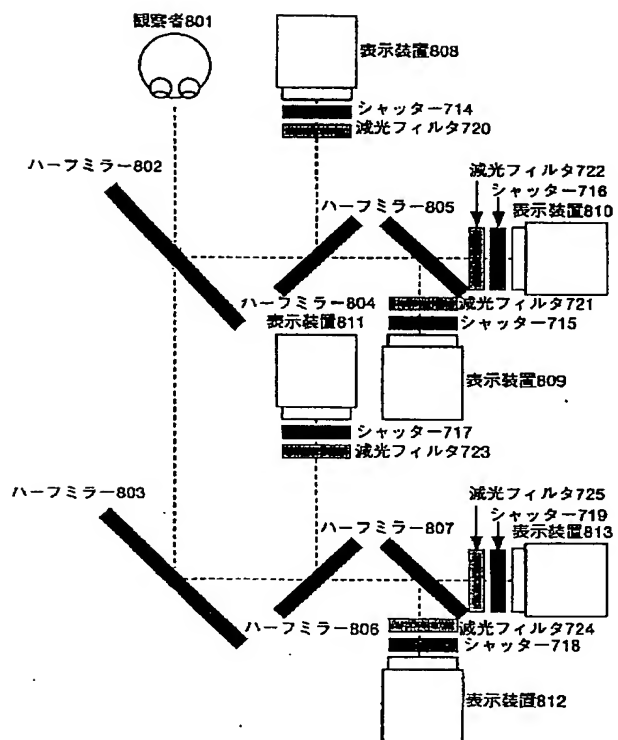 観察者801
表示装置808
シャッター714
減光フィルタ720
ハーフミラー802
減光フィルタ722
シャッター716
ハーフミラー805
表示装置810
ハーフミラー804
減光フィルタ721
表示装置811
シャッター715
表示装置809
シャッター717
減光フィルタ723
ハーフミラー803
減光フィルタ725
シャッター719
ハーフミラー807
表示装置813
ハーフミラー806
減光フィルタ724
シャッター718
表示装置812